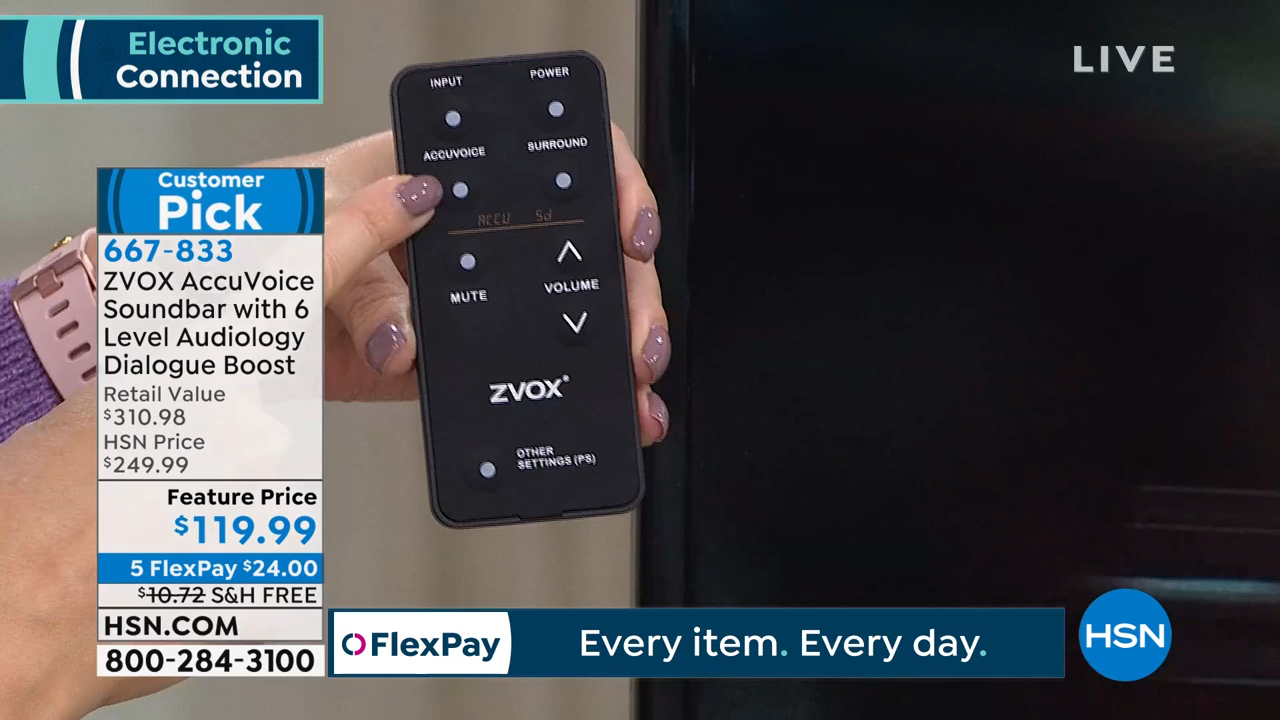 Electronic
Connection
LIVE
Customer
Pick
667-833
ZVOX AccuVoice
Soundbar with 6
Level Audiology
Dialogue Boost
Retail Value
$310.98
HSN Price
$249.99
Feature Price
$119.99
5 FlexPay $24.00
$10.72 S&H FREE
HSN.COM
800-284-3100
INPUT
POWER
ACCUVOICE
SURROUND
ACCU Sd
MUTE
VOLUME
ZVOX®
OTHER
SETTINGS (PS)
FlexPay
Every item. Every day.
HSN